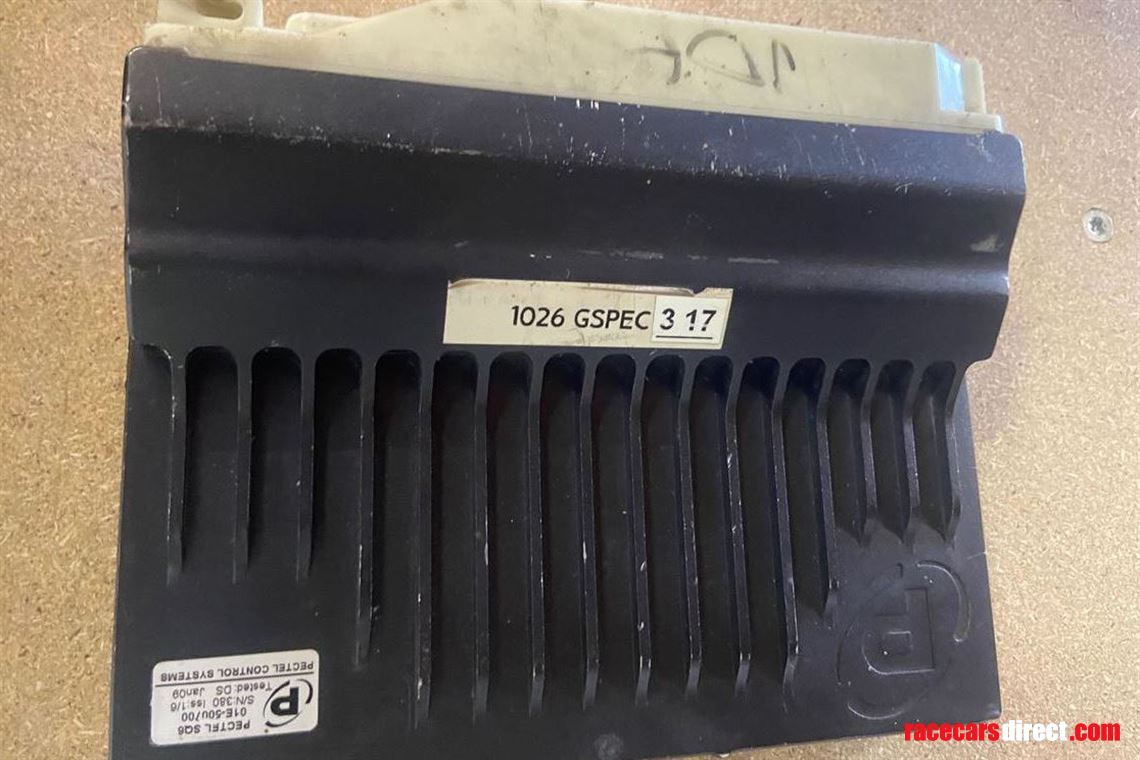 1DA
1026 GSPEC 3 17
PECTEL SQ6
01E-500700
S/N:380 Iss:1/6
Tested:DS Jan09
PECTEL CONTROL SYSTEMS
P
P
racecarsdirect.com